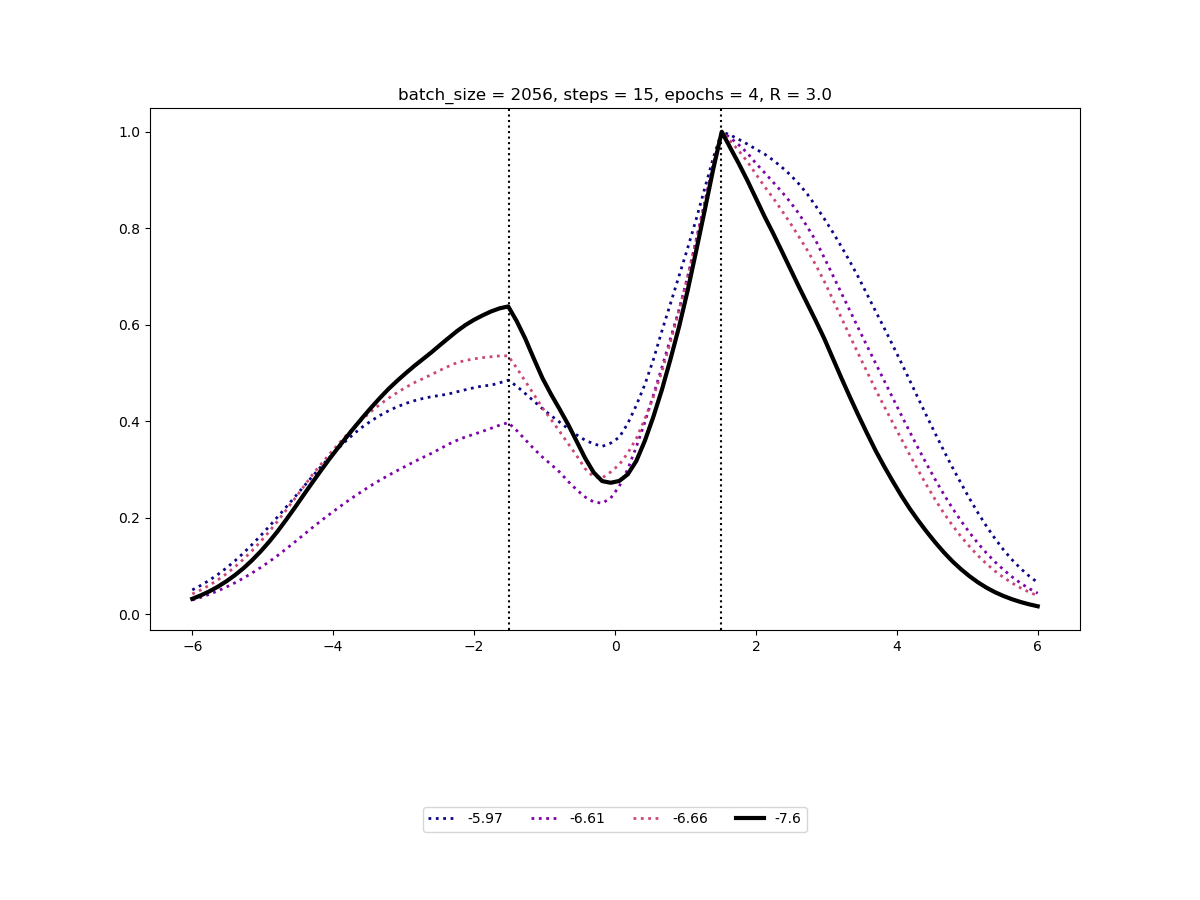 batch_size = 2056, steps = 15, epochs = 4, R = 3.0
1.0
0.8
0.6
0.4
0.2
0.0
−6 −4 −2 0 2 4 6
-5.97 -6.61 -6.66 -7.6